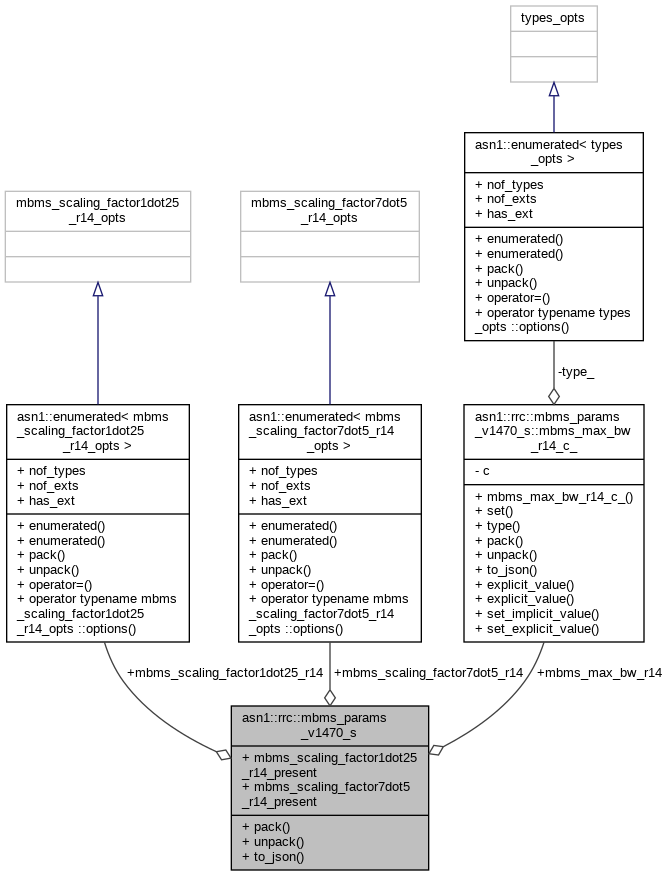 types_opts
asn1::enumerated< types
_opts >
+ nof_types
+ nof_exts
+ has_ext
+ enumerated()
+ enumerated()
+ pack()
+ unpack()
+ operator=()
+ operator typename types
_opts ::options()
mbms_scaling_factor1dot25
_r14_opts
mbms_scaling_factor7dot5
_r14_opts
-type_
asn1::enumerated< mbms
_scaling_factor1dot25
_r14_opts >
+ nof_types
+ nof_exts
+ has_ext
+ enumerated()
+ enumerated()
+ pack()
+ unpack()
+ operator=()
+ operator typename mbms
_scaling_factor1dot25
_r14_opts ::options()
asn1::enumerated< mbms
_scaling_factor7dot5_r14
_opts >
+ nof_types
+ nof_exts
+ has_ext
+ enumerated()
+ enumerated()
+ pack()
+ unpack()
+ operator=()
+ operator typename mbms
_scaling_factor7dot5_r14
_opts ::options()
asn1::rrc::mbms_params
_v1470_s::mbms_max_bw
_r14_c_
- c
+ mbms_max_bw_r14_c_()
+ set()
+ type()
+ pack()
+ unpack()
+ to_json()
+ explicit_value()
+ explicit_value()
+ set_implicit_value()
+ set_explicit_value()
+mbms_scaling_factor1dot25_r14
+mbms_scaling_factor7dot5_r14
+mbms_max_bw_r14
asn1::rrc::mbms_params
_v1470_s
+ mbms_scaling_factor1dot25
_r14_present
+ mbms_scaling_factor7dot5
_r14_present
+ pack()
+ unpack()
+ to_json()